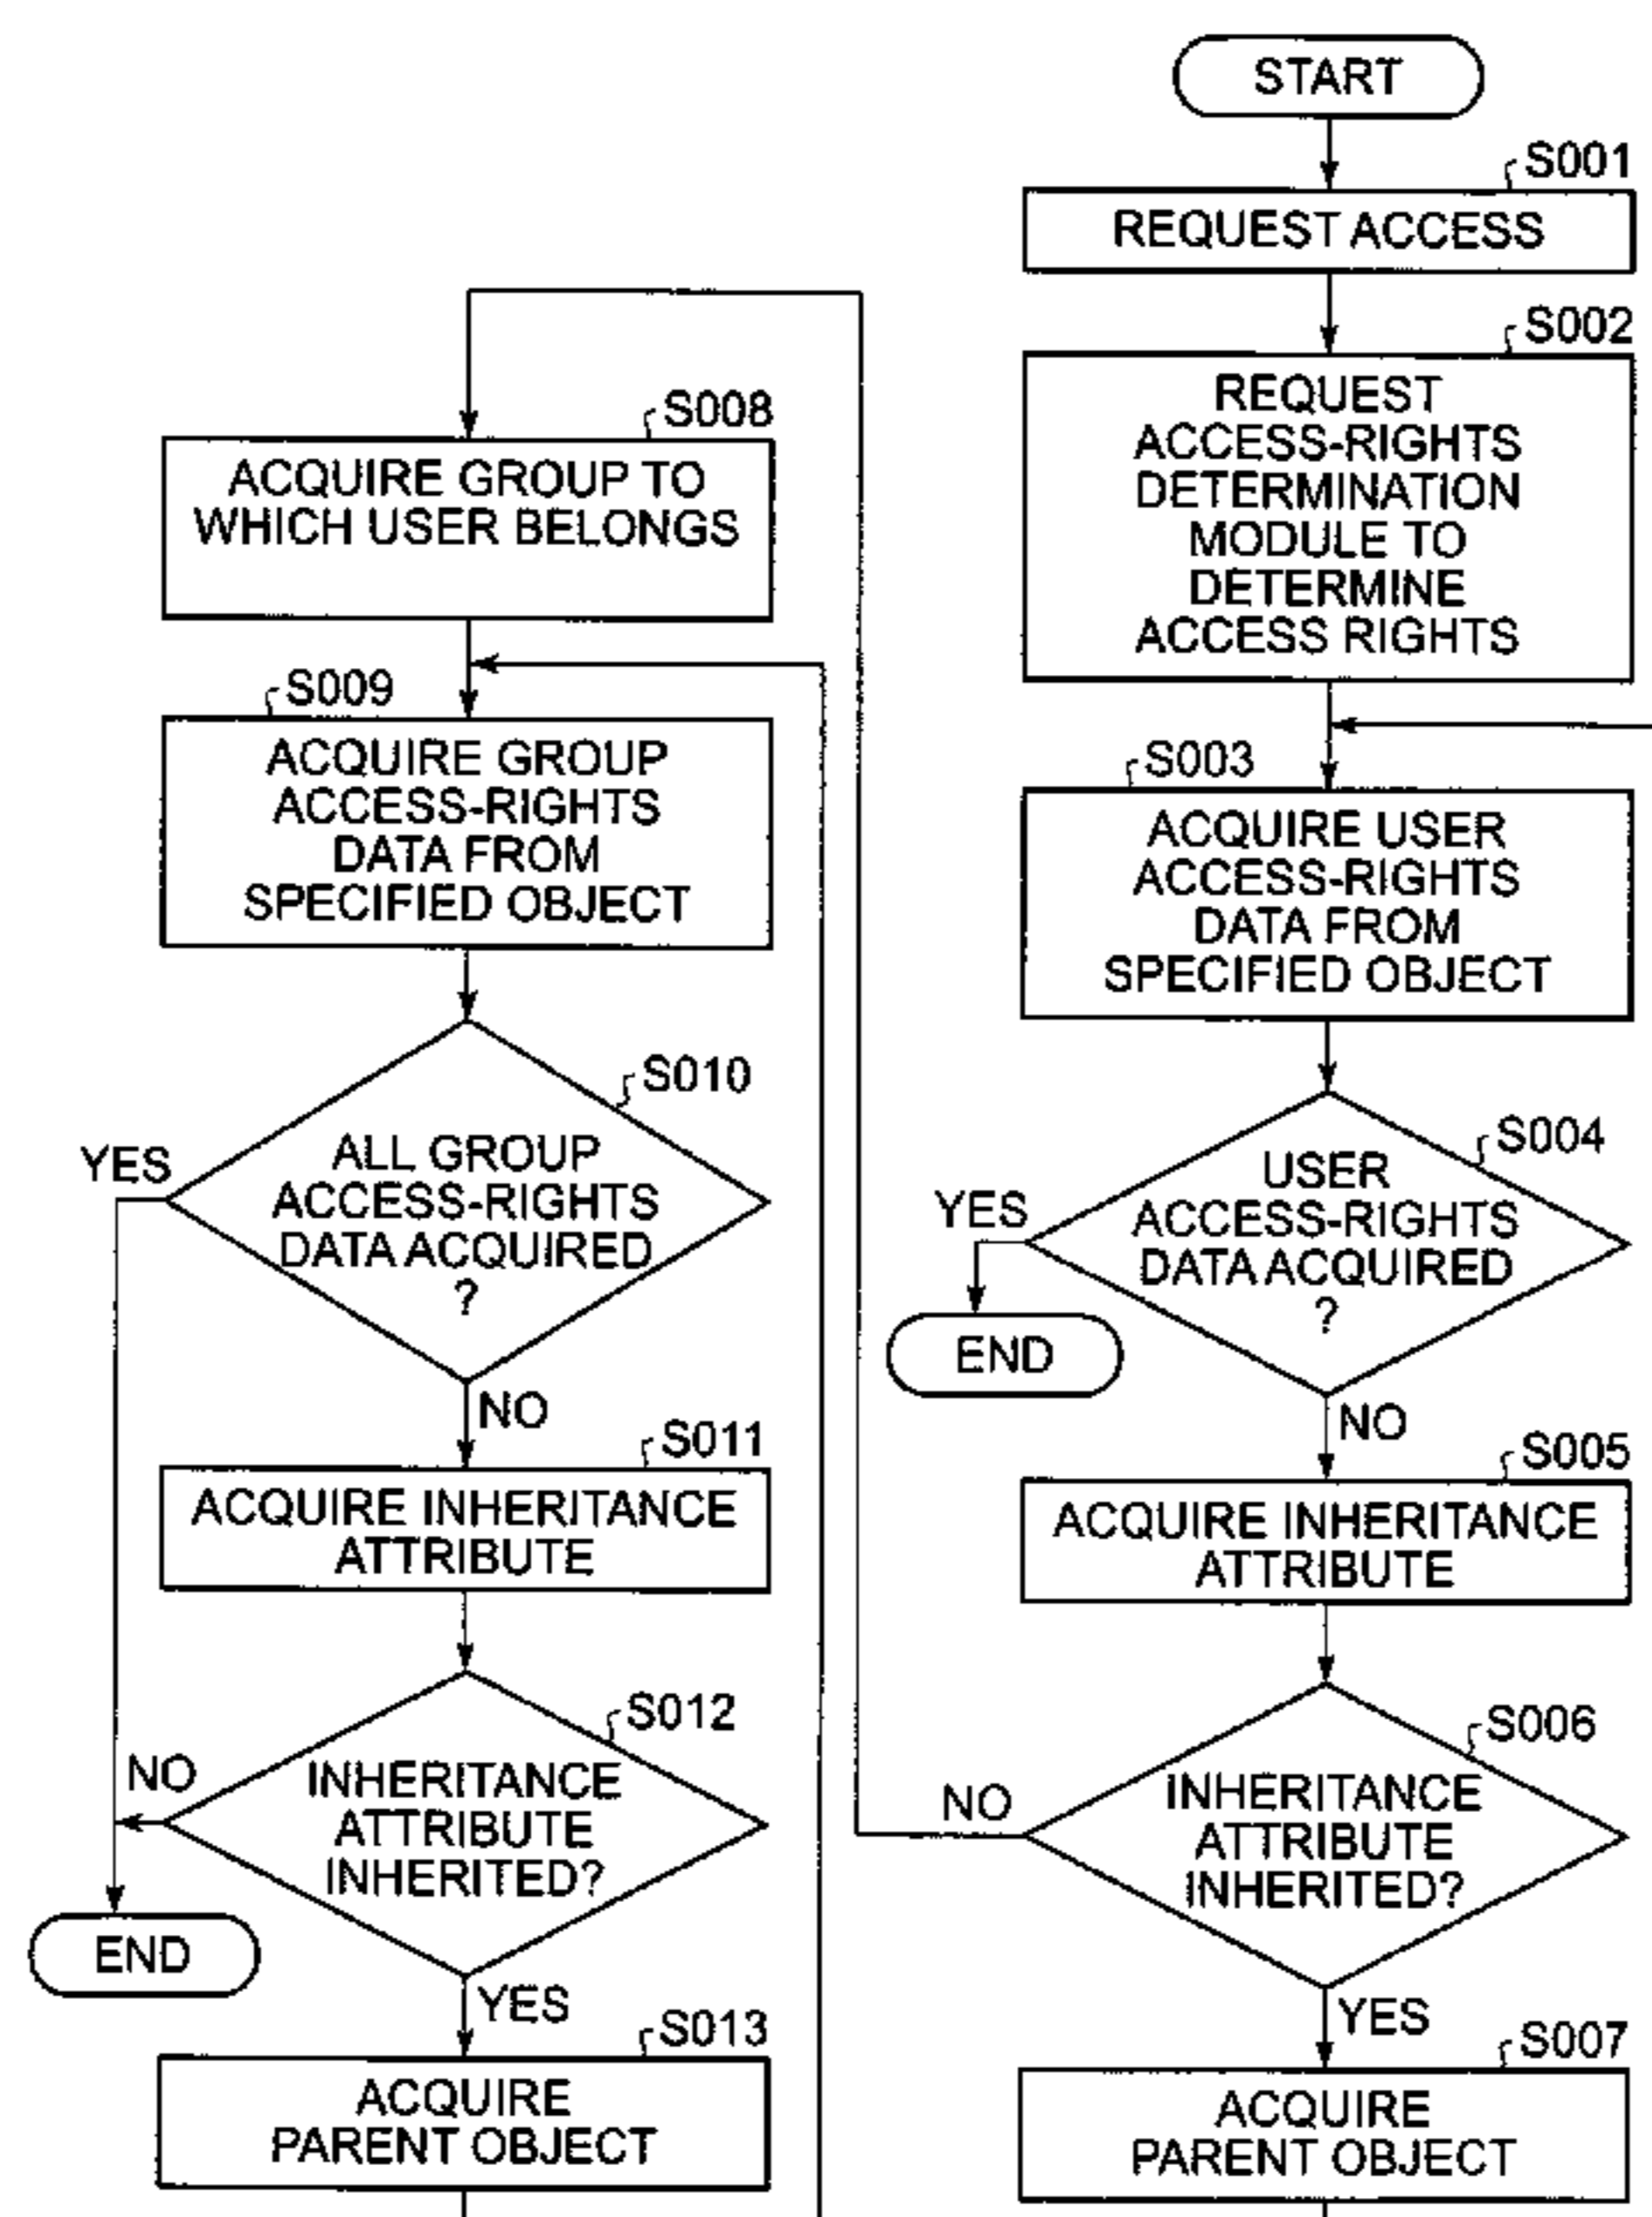 START
S001
REQUEST ACCESS
S002
REQUEST
ACCESS-RIGHTS
DETERMINATION
MODULE TO
DETERMINE
ACCESS RIGHTS
S003
ACQUIRE USER
ACCESS-RIGHTS
DATA FROM
SPECIFIED OBJECT
S004
USER
ACCESS-RIGHTS
DATA ACQUIRED
?
YES
END
NO
S005
ACQUIRE INHERITANCE
ATTRIBUTE
S006
INHERITANCE
ATTRIBUTE
INHERITED?
NO
YES
S007
ACQUIRE
PARENT OBJECT
S008
ACQUIRE GROUP TO
WHICH USER BELONGS
S009
ACQUIRE GROUP
ACCESS-RIGHTS
DATA FROM
SPECIFIED OBJECT
S010
ALL GROUP
ACCESS-RIGHTS
DATA ACQUIRED
?
YES
NO
S011
ACQUIRE INHERITANCE
ATTRIBUTE
S012
INHERITANCE
ATTRIBUTE
INHERITED?
NO
END
YES
S013
ACQUIRE
PARENT OBJECT